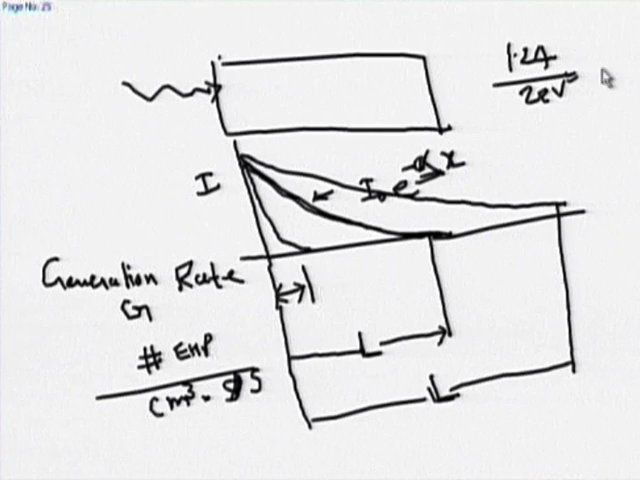 Page No: 25
1.24
2eV
I
I₀e^-αx
Generation Rate
G
# EHP
cm³. s
L
L